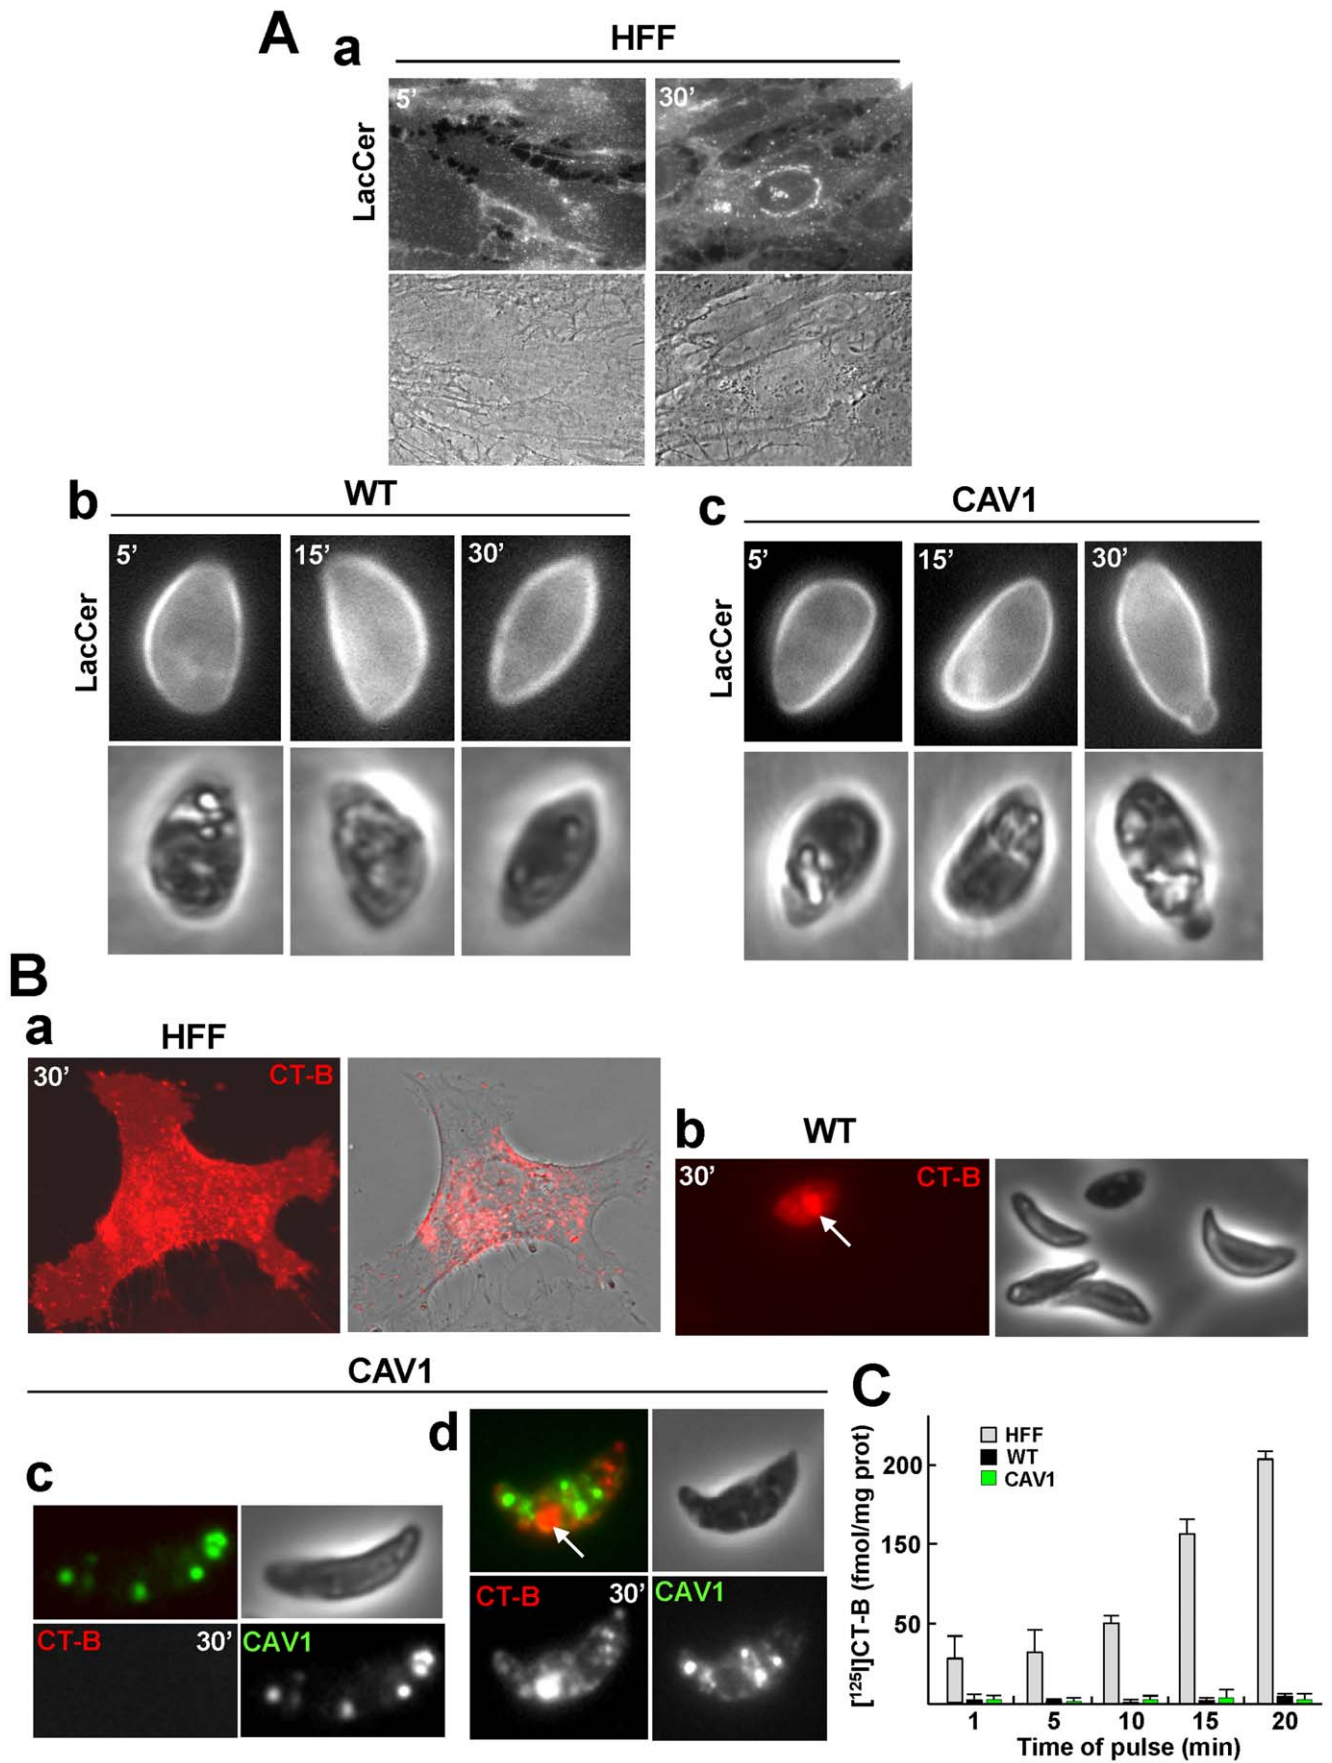 A
a
HFF
LacCer
5’
30’
b
WT
LacCer
5’
15’
30’
c
CAV1
LacCer
5’
15’
30’
B
a
HFF
30’
CT-B
b
WT
30’
CT-B
CAV1
c
CT-B
30’
CAV1
d
CT-B
30’
CAV1
C
[¹²⁵I]CT-B (fmol/mg prot)
HFF
WT
CAV1
200
150
50
1 5 10 15 20
Time of pulse (min)